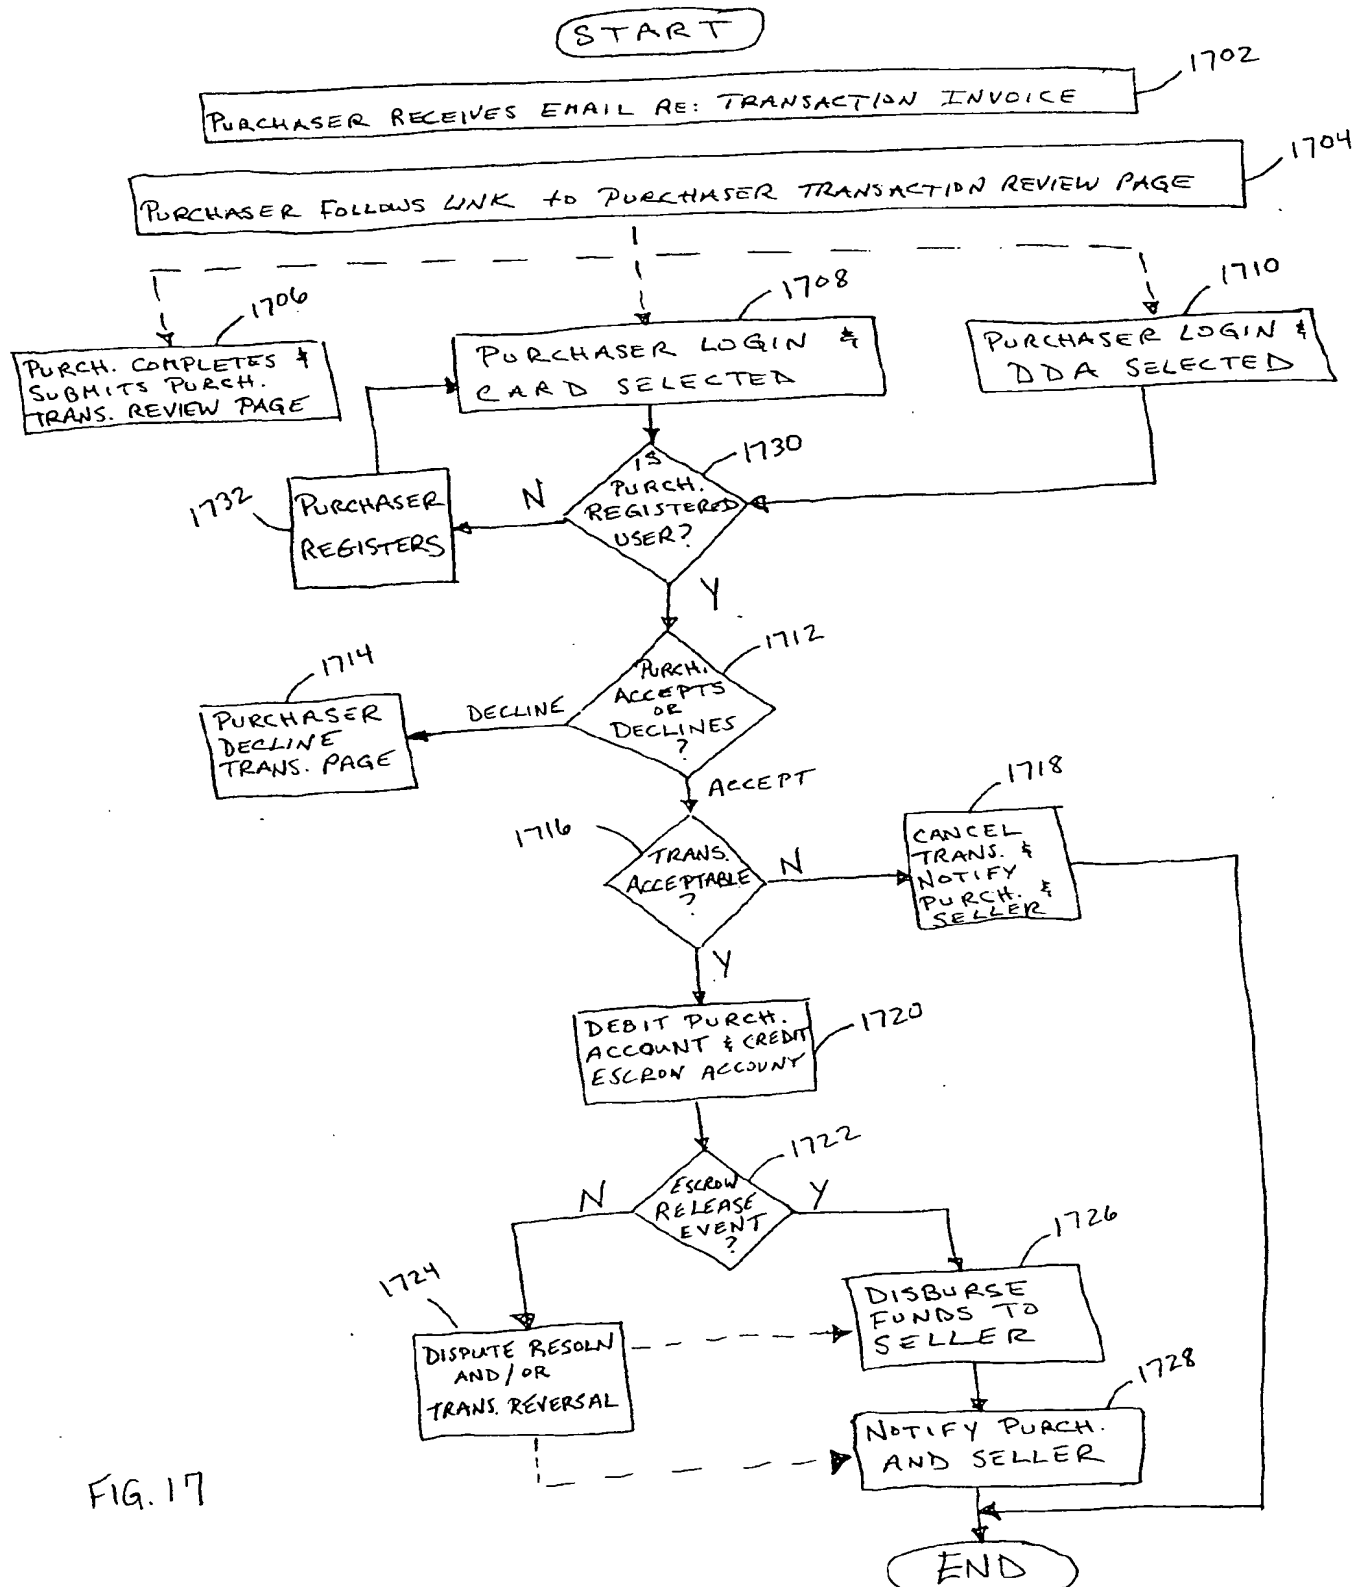 START
1702
PURCHASER RECEIVES EMAIL RE: TRANSACTION INVOICE
1704
PURCHASER FOLLOWS LINK to PURCHASER TRANSACTION REVIEW PAGE
1706
PURCH. COMPLETES &
SUBMITS PURCH.
TRANS. REVIEW PAGE
1708
PURCHASER LOGIN &
CARD SELECTED
1710
PURCHASER LOGIN &
DDA SELECTED
1730
IS
PURCH.
REGISTERED
USER?
N
1732
PURCHASER
REGISTERS
Y
1712
PURCH.
ACCEPTS
OR
DECLINES
?
DECLINE
1714
PURCHASER
DECLINE
TRANS. PAGE
ACCEPT
1716
TRANS.
ACCEPTABLE
?
N
1718
CANCEL
TRANS. &
NOTIFY
PURCH. &
SELLER
Y
1720
DEBIT PURCH.
ACCOUNT & CREDIT
ESCRON ACCOUNT
1722
ESCROW
RELEASE
EVENT
?
N
Y
1724
DISPUTE RESOLN
AND/OR
TRANS. REVERSAL
1726
DISBURSE
FUNDS TO
SELLER
1728
NOTIFY PURCH.
AND SELLER
FIG. 17
END